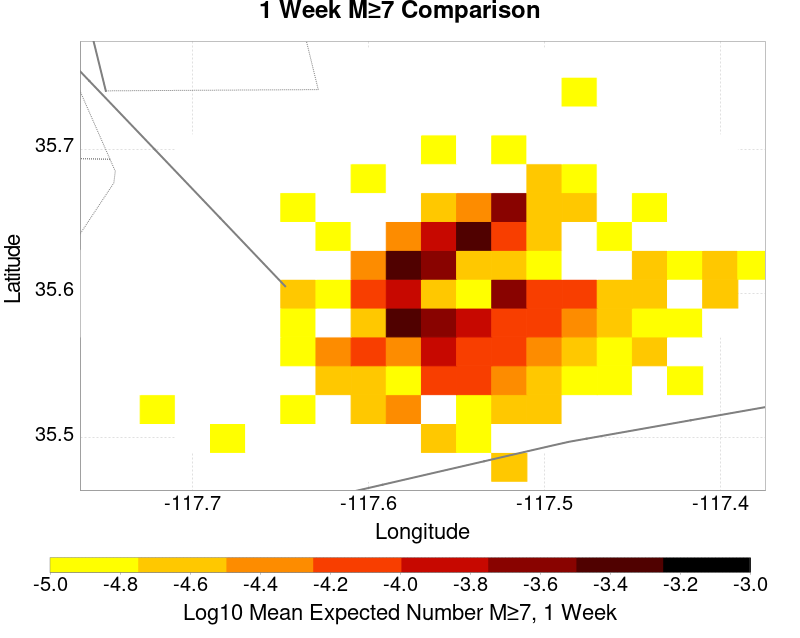 1 Week M≥7 Comparison
35.7
35.6
35.5
Latitude
-117.7 -117.6 -117.5 -117.4
Longitude
-5.0 -4.8 -4.6 -4.4 -4.2 -4.0 -3.8 -3.6 -3.4 -3.2 -3.0
Log10 Mean Expected Number M≥7, 1 Week